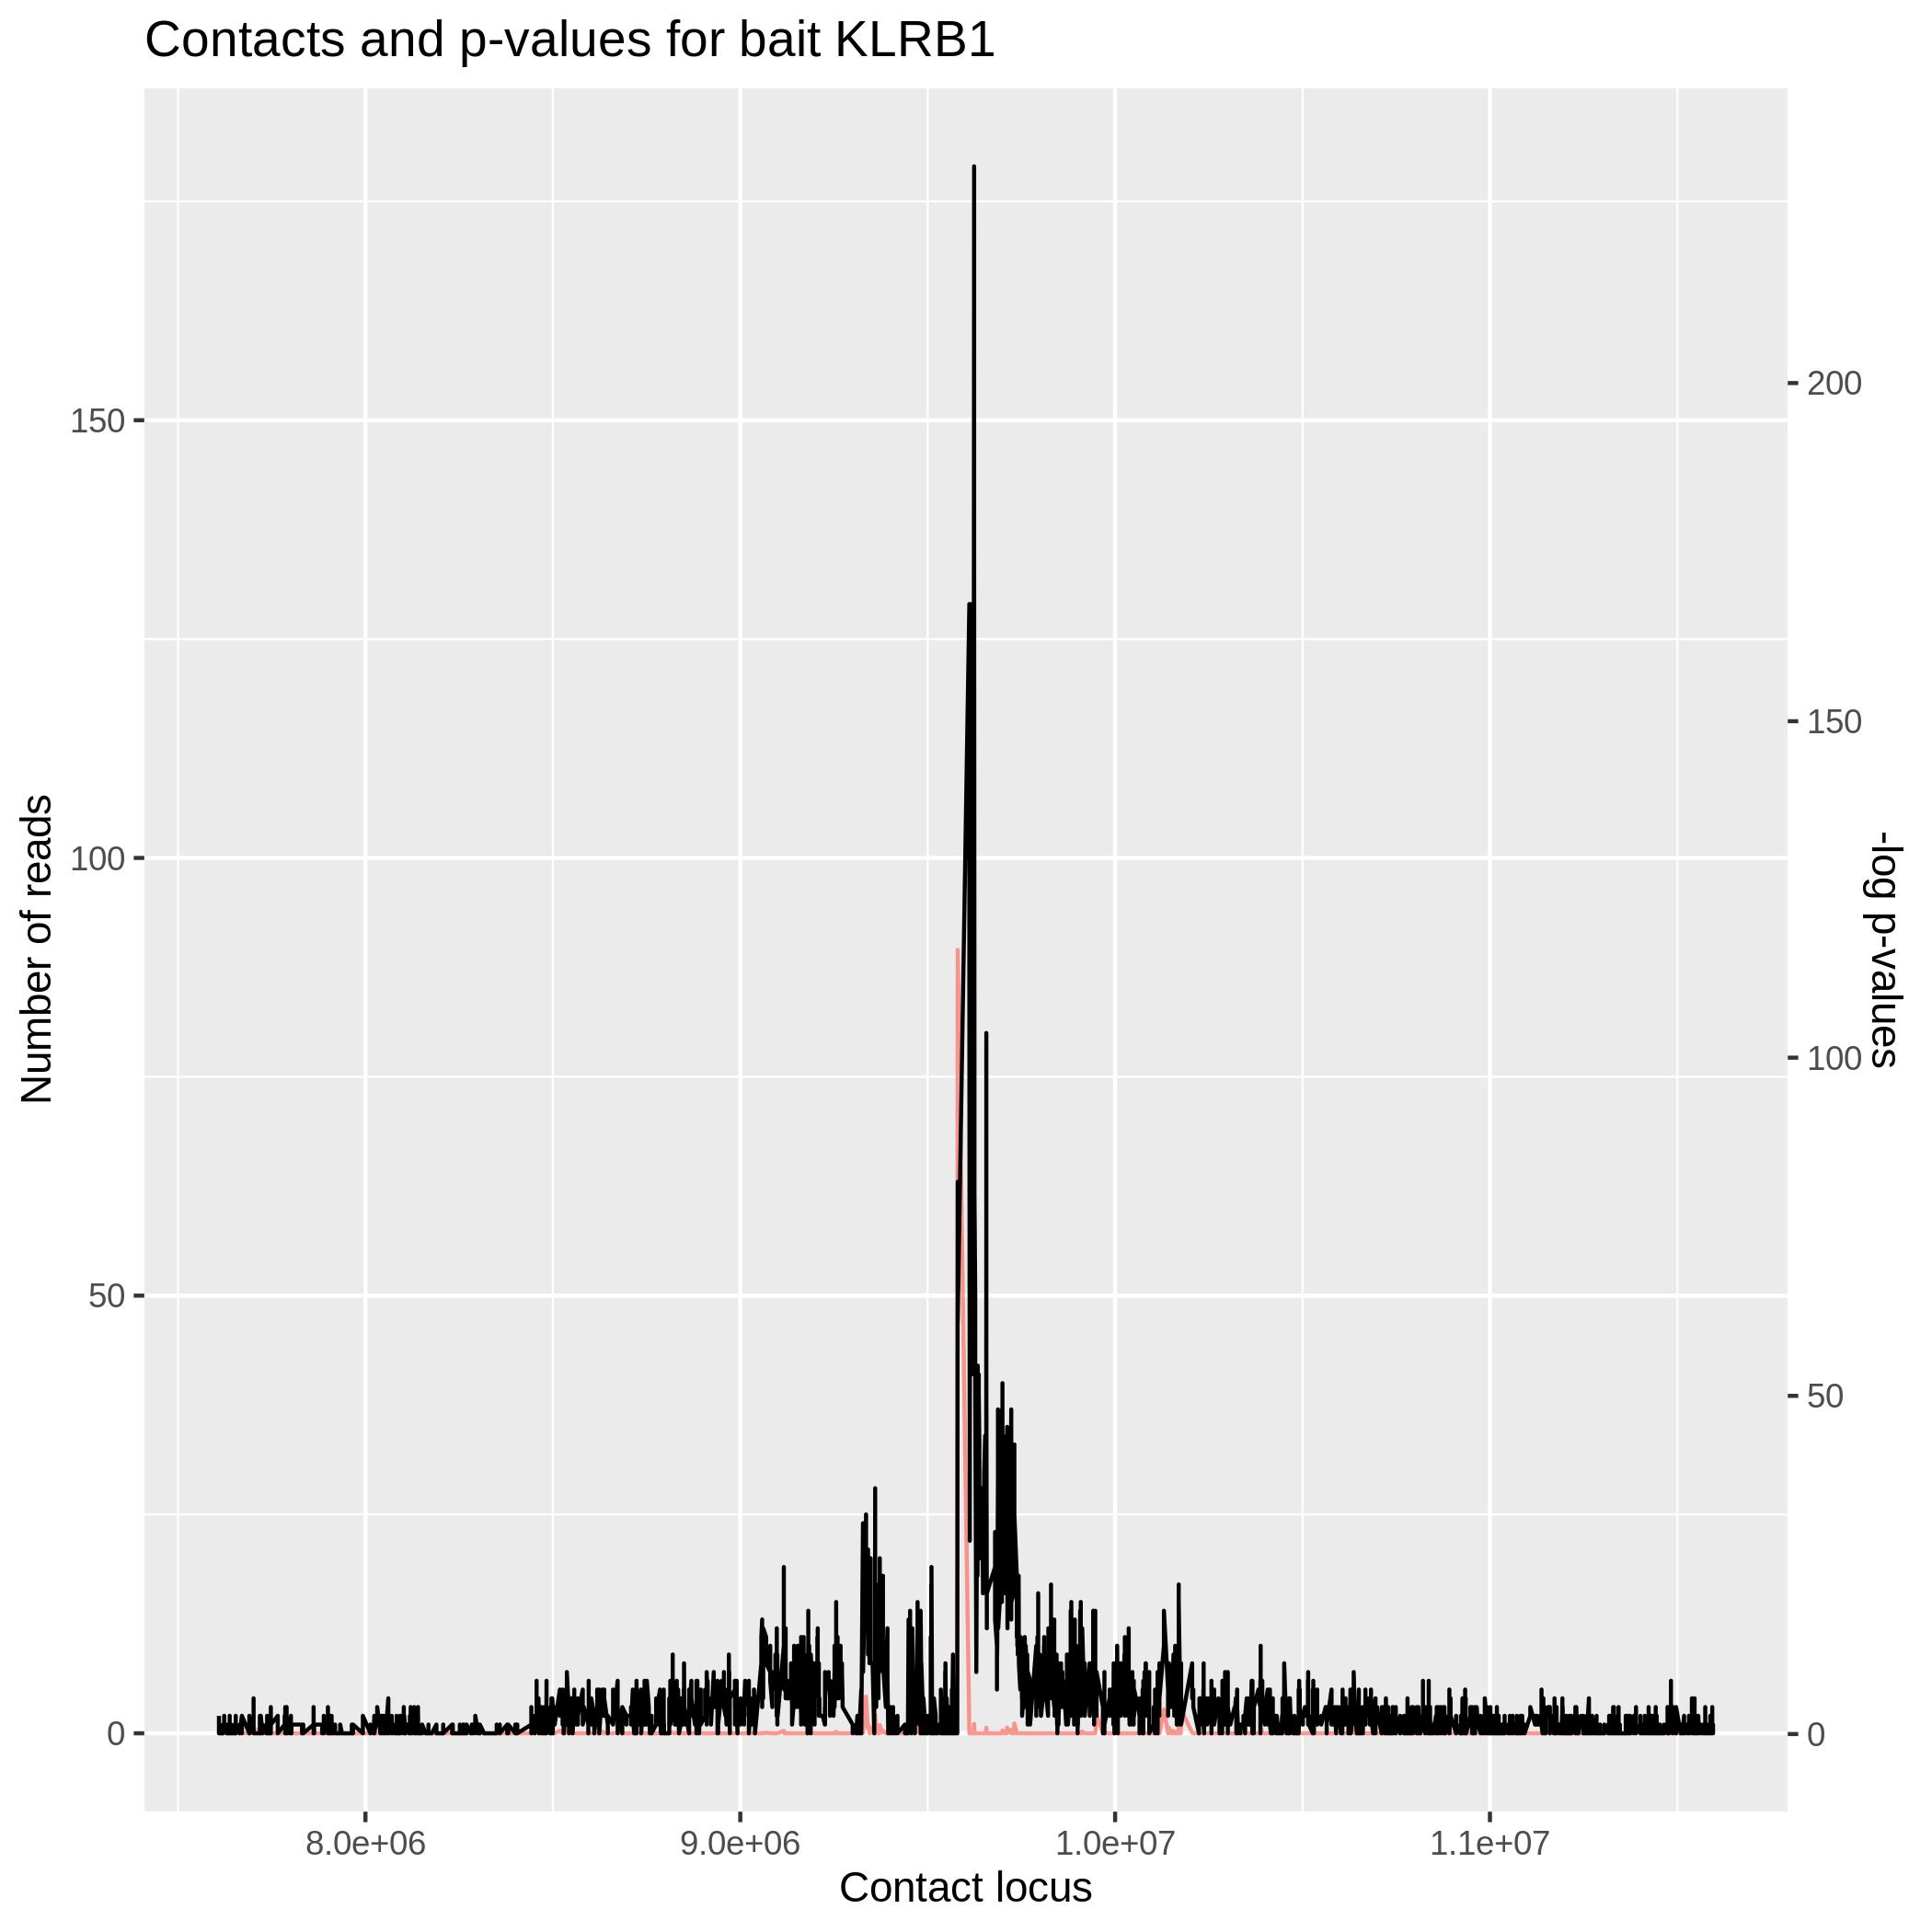 Contacts and p-values for bait KLRB1
Number of reads
150
100
50
0
200
150
100
50
0
-log p-values
8.0e+06 9.0e+06 1.0e+07 1.1e+07
Contact locus